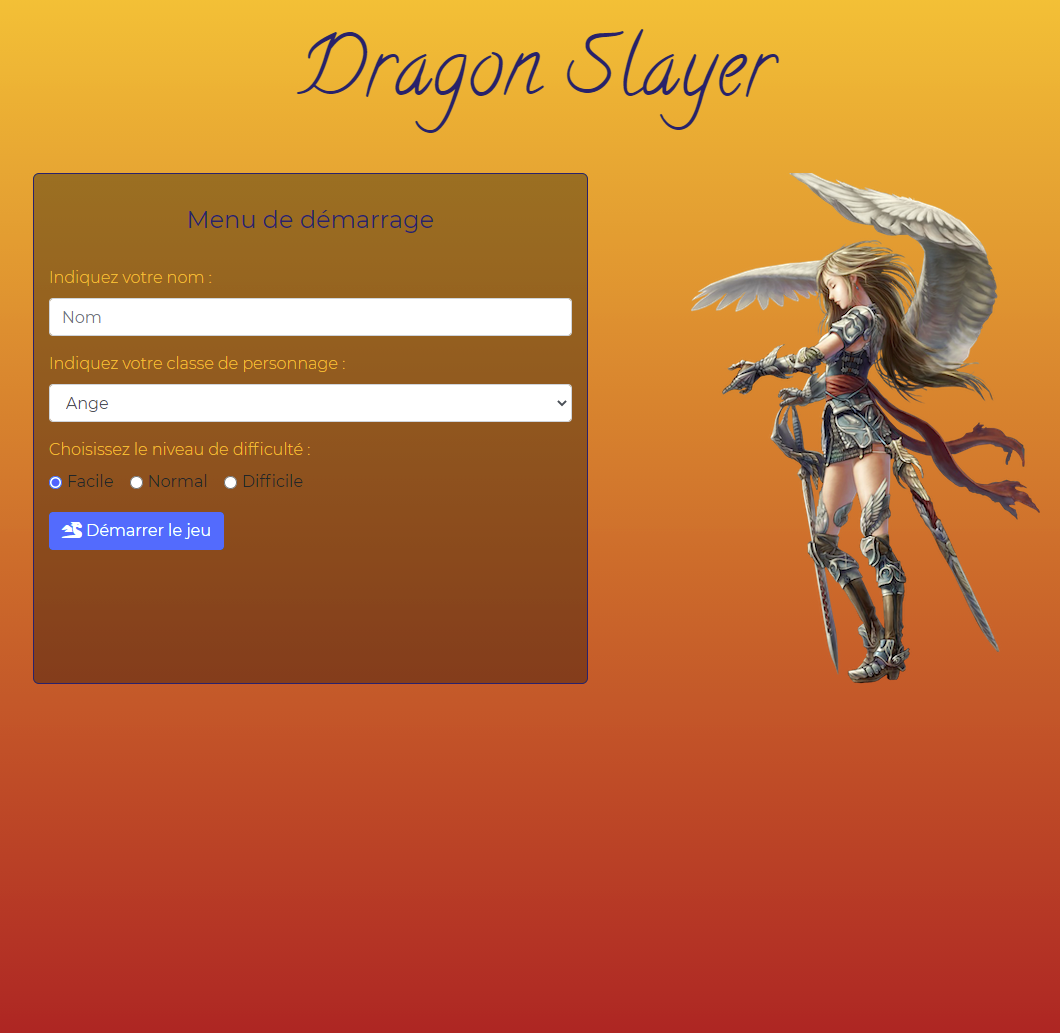 Dragon Slayer
Menu de démarrage
Indiquez votre nom :
Nom
Indiquez votre classe de personnage :
Ange
Choisissez le niveau de difficulté :
Facile Normal Difficile
Démarrer le jeu